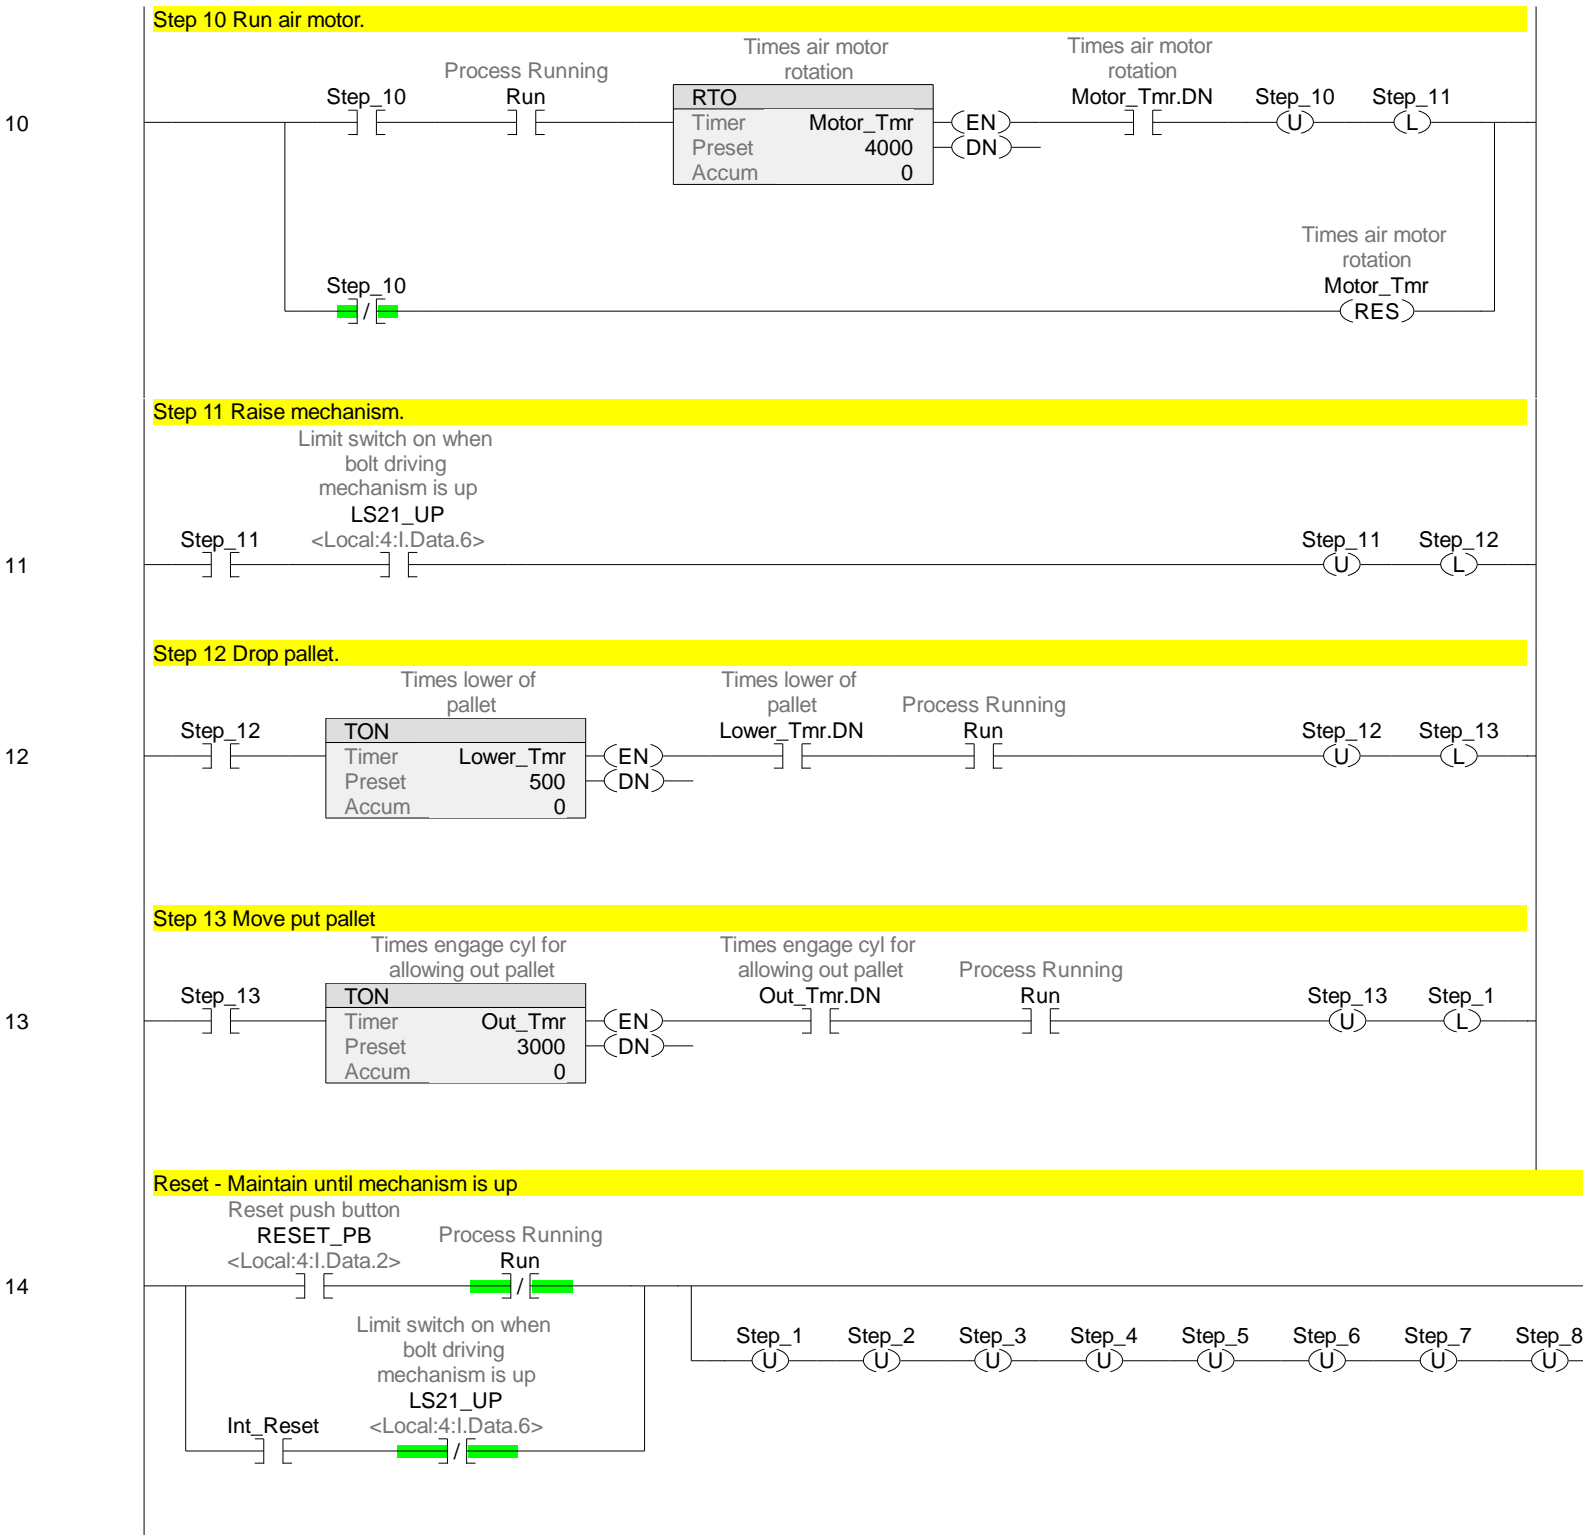 Step 10 Run air motor.
Times air motor
rotation
Times air motor
rotation
Process Running
Step_10
Run
RTO
Timer Motor_Tmr
Preset 4000
Accum 0
EN
DN
Motor_Tmr.DN
Step_10
U
Step_11
L
10
Times air motor
rotation
Step_10
/
Motor_Tmr
RES
Step 11 Raise mechanism.
Limit switch on when
bolt driving
mechanism is up
LS21_UP
Step_11
<Local:4:I.Data.6>
Step_11
Step_12
11
U
L
Step 12 Drop pallet.
Times lower of
pallet
Times lower of
pallet
Process Running
Step_12
TON
Timer Lower_Tmr
Preset 500
Accum 0
EN
DN
Lower_Tmr.DN
Run
Step_12
Step_13
12
U
L
Step 13 Move put pallet
Times engage cyl for
allowing out pallet
Times engage cyl for
allowing out pallet
Process Running
Step_13
TON
Timer Out_Tmr
Preset 3000
Accum 0
EN
DN
Out_Tmr.DN
Run
Step_13
Step_1
13
U
L
Reset - Maintain until mechanism is up
Reset push button
RESET_PB
<Local:4:I.Data.2>
Process Running
Run
/
14
Limit switch on when
bolt driving
mechanism is up
LS21_UP
<Local:4:I.Data.6>
Int_Reset
/
Step_1 Step_2 Step_3 Step_4 Step_5 Step_6 Step_7 Step_8
U U U U U U U U